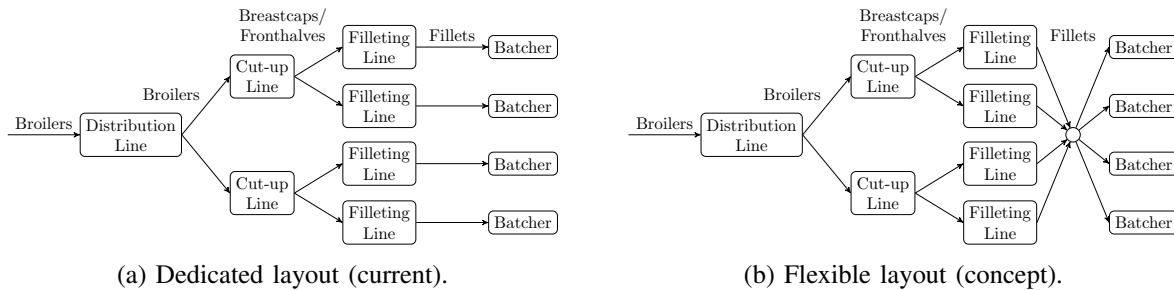 Broilers
Distribution
Line
Broilers
Cut-up
Line
Cut-up
Line
Breastcaps/
Fronthalves
Filleting
Line
Filleting
Line
Filleting
Line
Filleting
Line
Fillets
Batcher
Batcher
Batcher
Batcher
(a) Dedicated layout (current).
Broilers
Distribution
Line
Broilers
Cut-up
Line
Cut-up
Line
Breastcaps/
Fronthalves
Filleting
Line
Filleting
Line
Filleting
Line
Filleting
Line
Fillets
Batcher
Batcher
Batcher
Batcher
(b) Flexible layout (concept).